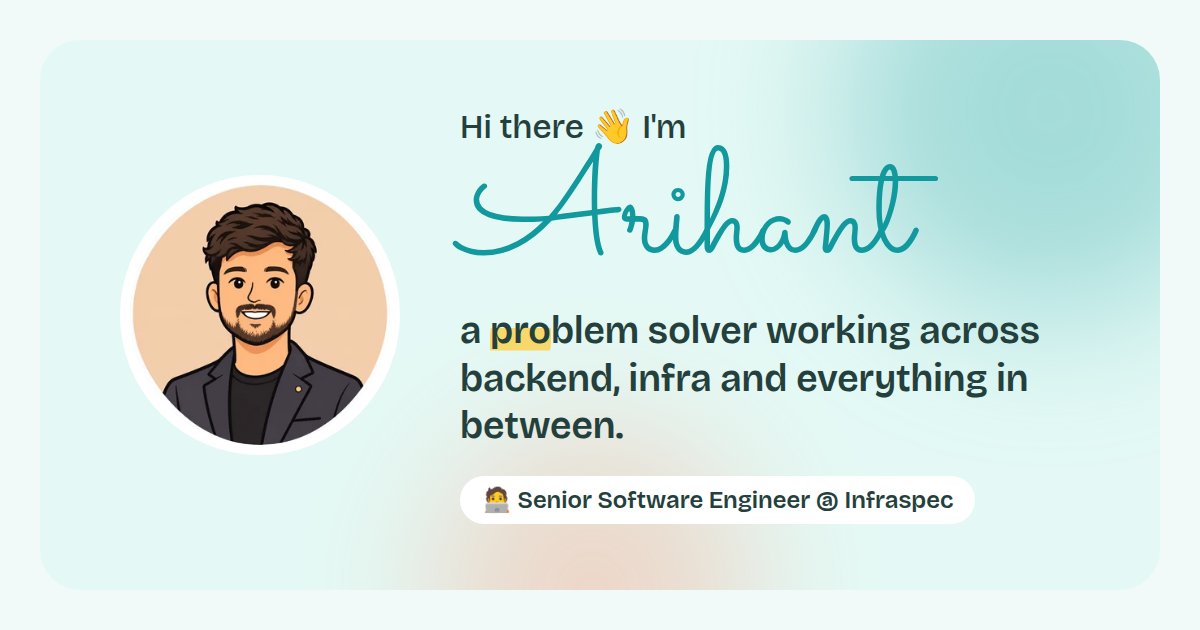 Hi there 👋 I'm
Arihant
a problem solver working across
backend, infra and everything in
between.
🧑‍💻 Senior Software Engineer @ Infraspec